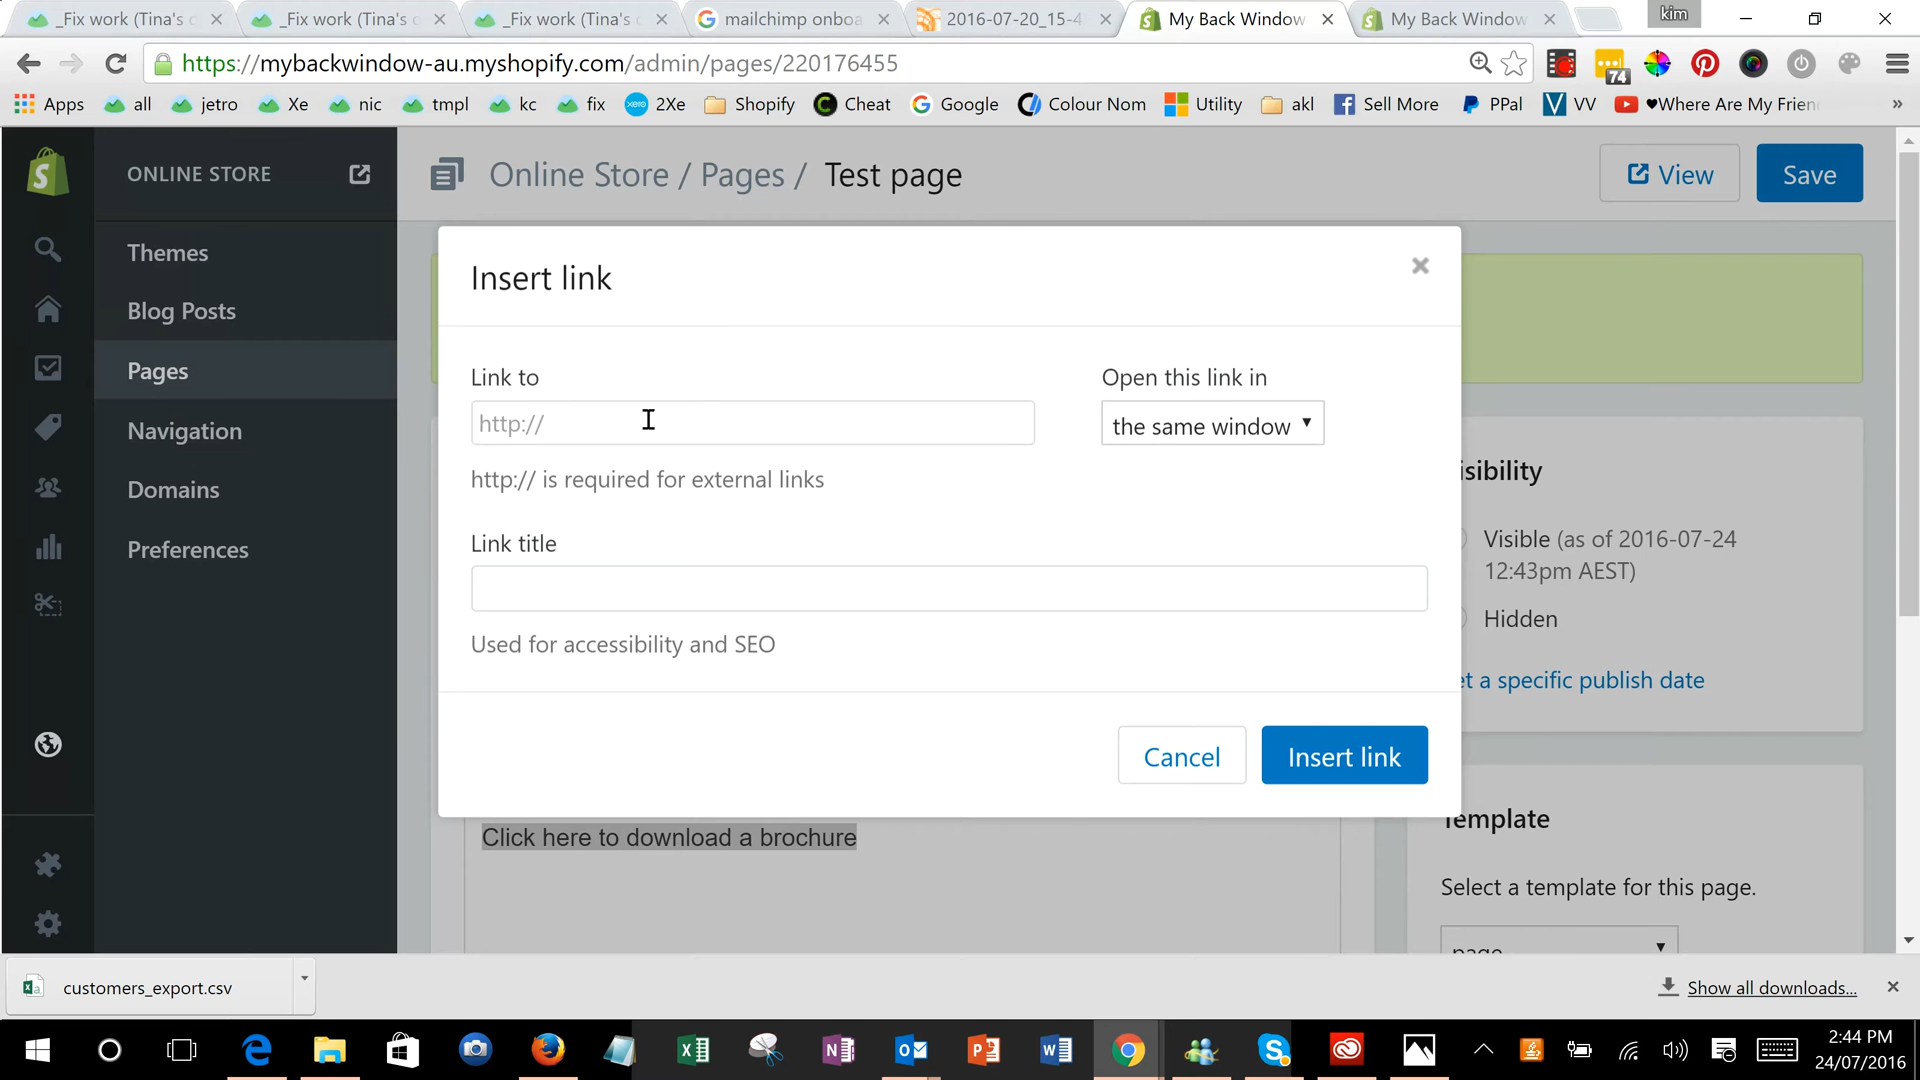 _Fix work (Tina's c
_Fix work (Tina's c
_Fix work (Tina's c
mailchimp onboa
2016-07-20_15-4
My Back Window
My Back Window
kim
https://mybackwindow-au.myshopify.com/admin/pages/220176455
74
Apps
all
jetro
Xe
nic
tmpl
kc
fix
2Xe
Shopify
Cheat
Google
Colour Nom
Utility
akl
Sell More
PPal
VV
♥Where Are My Frien
»
ONLINE STORE
Online Store / Pages / Test page
View
Save
Themes
Blog Posts
Pages
Navigation
Domains
Preferences
Insert link
Link to
Open this link in
http://
the same window
http:// is required for external links
Link title
Used for accessibility and SEO
Cancel
Insert link
isibility
Visible (as of 2016-07-24
12:43pm AEST)
Hidden
et a specific publish date
Template
Select a template for this page.
page
Click here to download a brochure
customers_export.csv
Show all downloads...
2:44 PM
24/07/2016